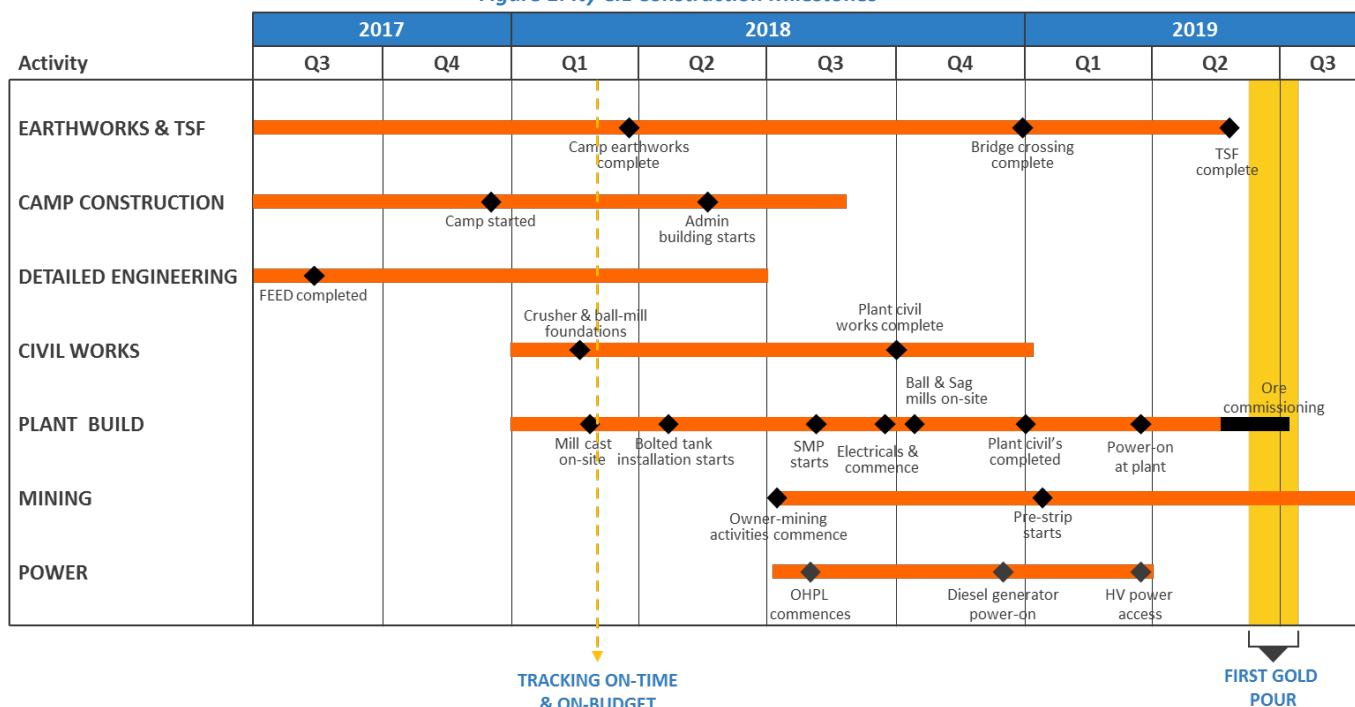 2017 2018 2019
Activity Q3 Q4 Q1 Q2 Q3 Q4 Q1 Q2 Q3
EARTHWORKS & TSF
Camp earthworks
complete
Bridge crossing
complete
TSF
complete
CAMP CONSTRUCTION
Camp started
Admin
building starts
DETAILED ENGINEERING
FEED completed
CIVIL WORKS
Crusher & ball-mill
foundations
Plant civil
works complete
PLANT BUILD
Mill cast
on-site
Bolted tank
installation starts
SMP
starts
Electricals &
commence
Ball & Sag
mills on-site
Plant civil's
completed
Power-on
at plant
Ore
commissioning
MINING
Owner-mining
activities commence
Pre-strip
starts
POWER
OHPL
commences
Diesel generator
power-on
HV power
access
TRACKING ON-TIME
& ON-BUDGET
FIRST GOLD
POUR